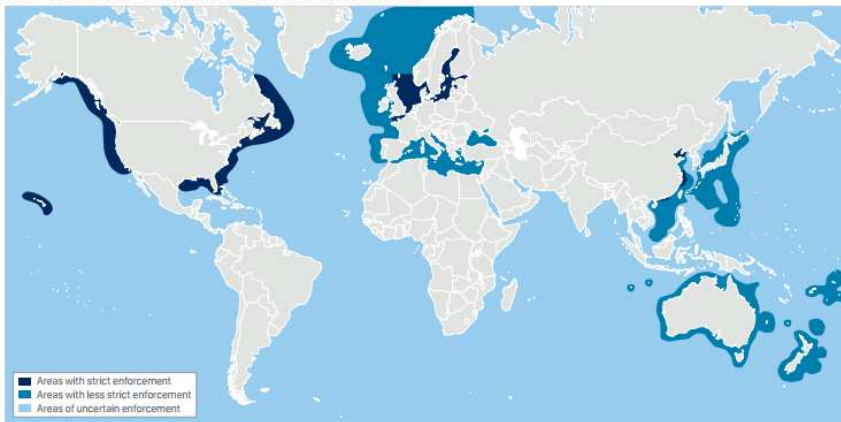 Areas with strict enforcement
Areas with less strict enforcement
Areas of uncertain enforcement